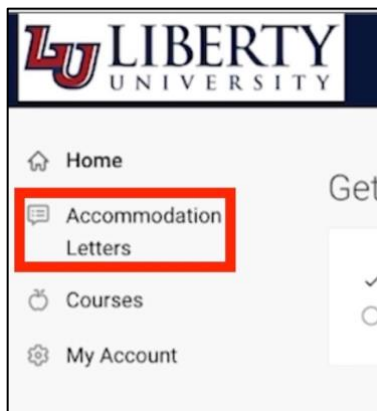 LU LIBERTY
UNIVERSITY
Home
Get
Accommodation
Letters
Courses
My Account